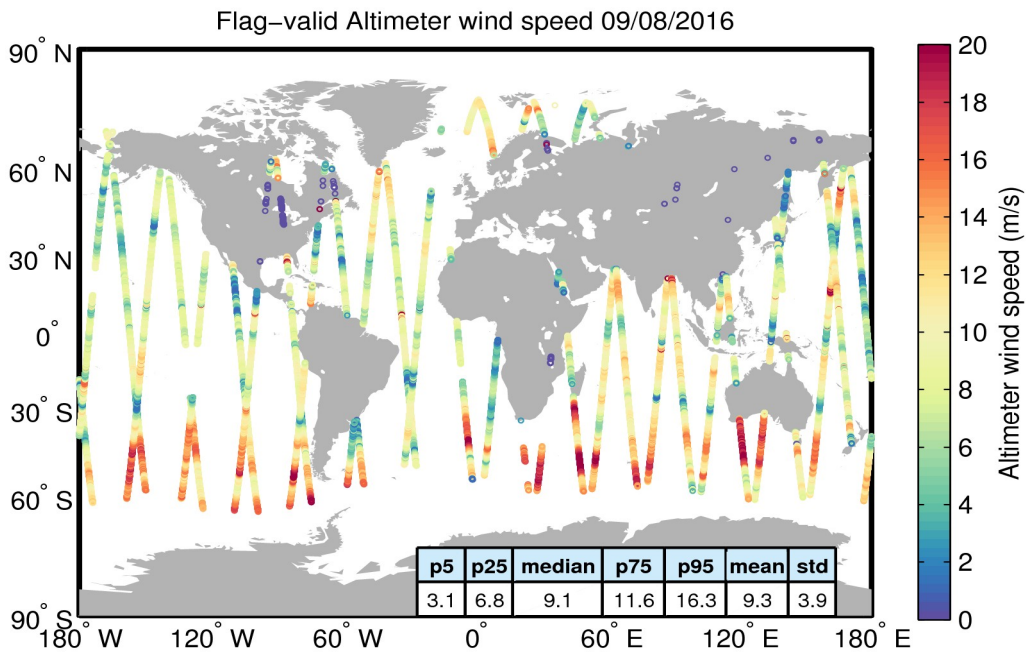 Flag−valid Altimeter wind speed 09/08/2016
90° N
60° N
30° N
0°
30° S
60° S
90° S
180° W
120° W
60° W
0°
60° E
120° E
180° E
p5 p25 median p75 p95 mean std
3.1 6.8 9.1 11.6 16.3 9.3 3.9
20
18
16
14
12
10
8
6
4
2
0
Altimeter wind speed (m/s)